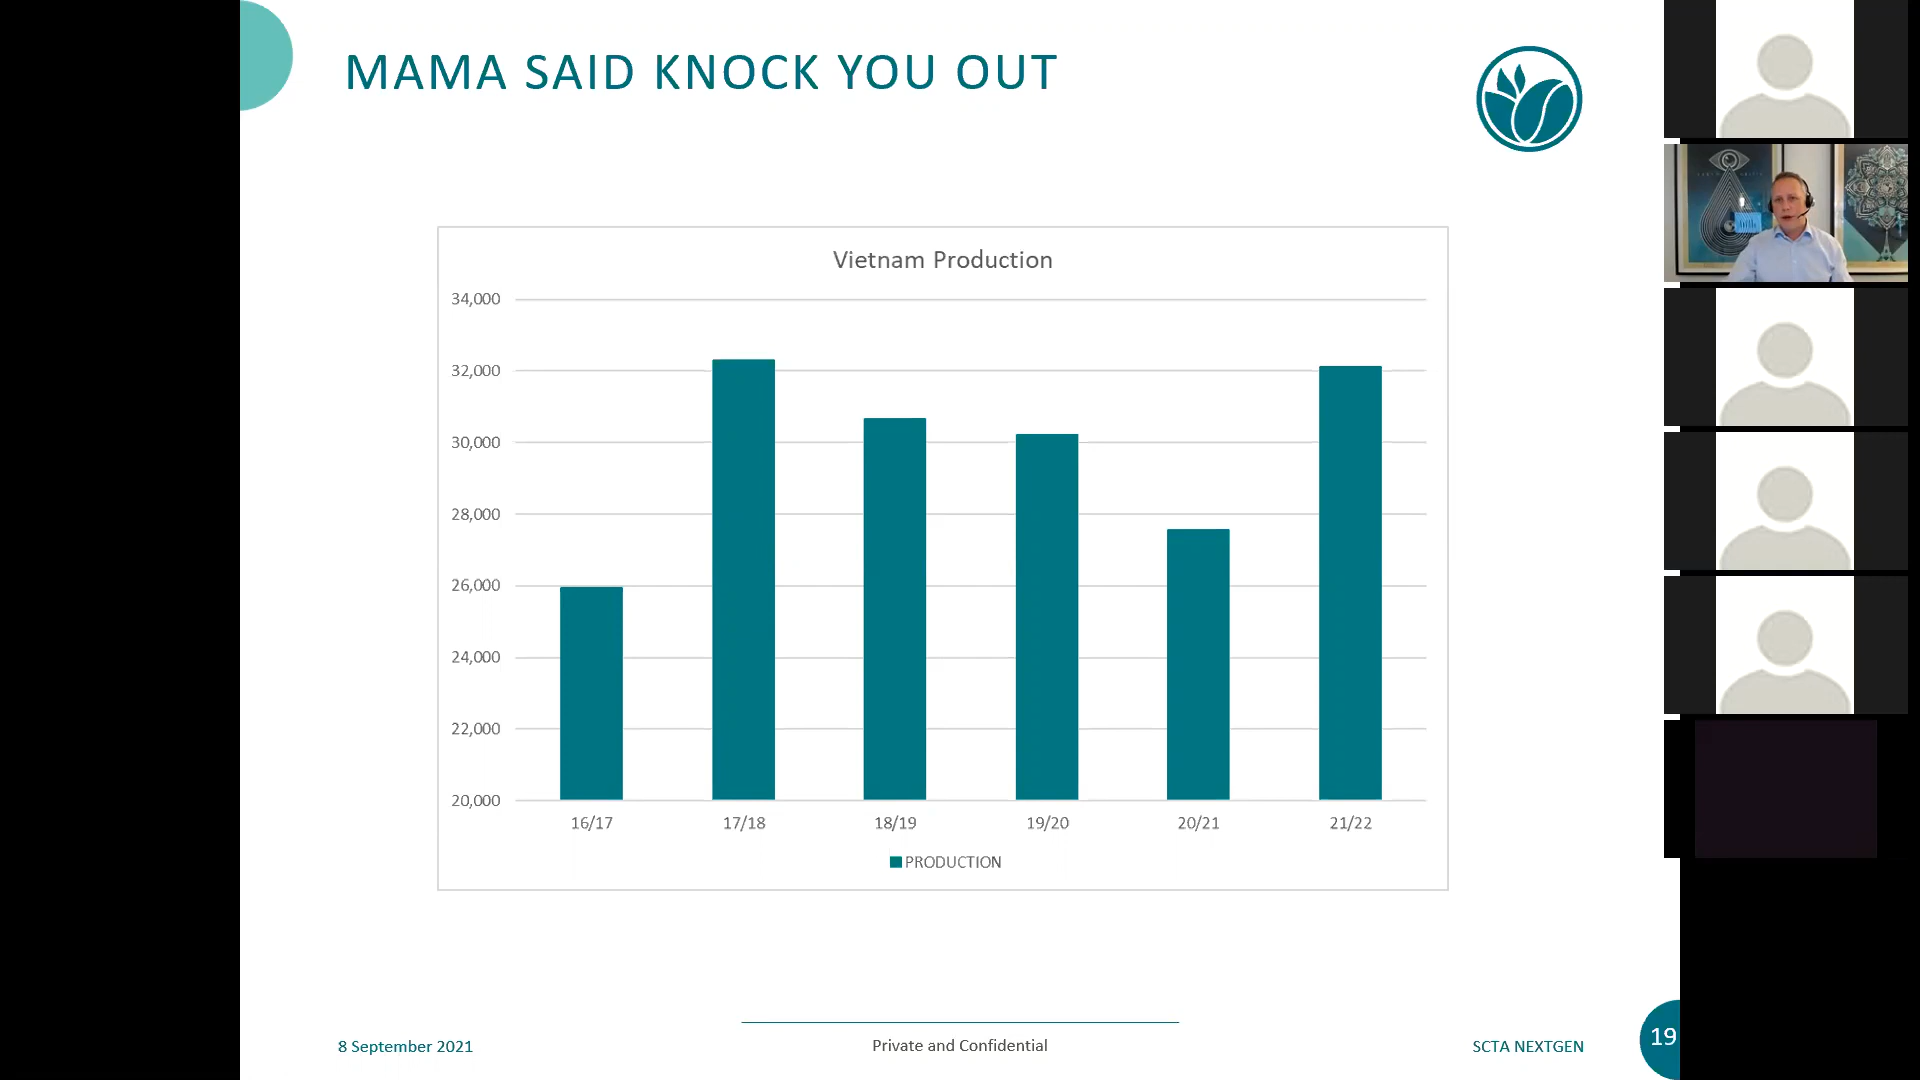 MAMA SAID KNOCK YOU OUT
Vietnam Production
34,000
32,000
30,000
28,000
26,000
24,000
22,000
20,000
16/17 17/18 18/19 19/20 20/21 21/22
PRODUCTION
8 September 2021
Private and Confidential
SCTA NEXTGEN
19